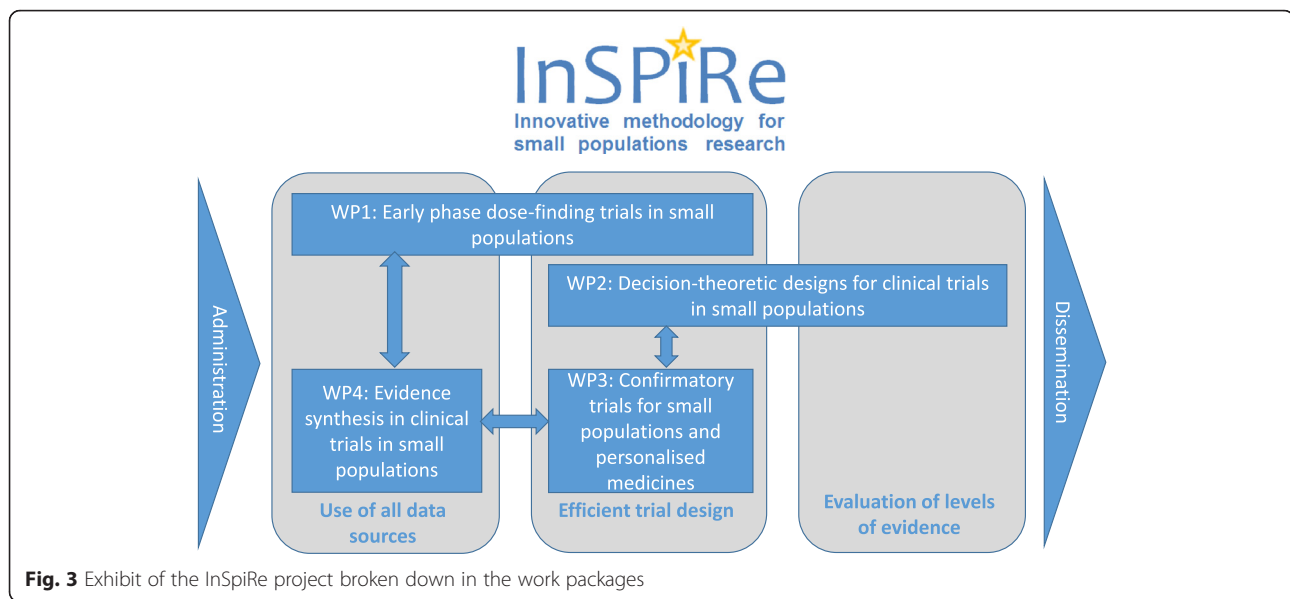 InSPiRe
Innovative methodology for
small populations research
Administration
WP1: Early phase dose-finding trials in small
populations
WP2: Decision-theoretic designs for clinical trials
in small populations
WP4: Evidence
synthesis in clinical
trials in small
populations
WP3: Confirmatory
trials for small
populations and
personalised
medicines
Use of all data
sources
Efficient trial design
Evaluation of levels
of evidence
Dissemination
Fig. 3 Exhibit of the InSpiRe project broken down in the work packages